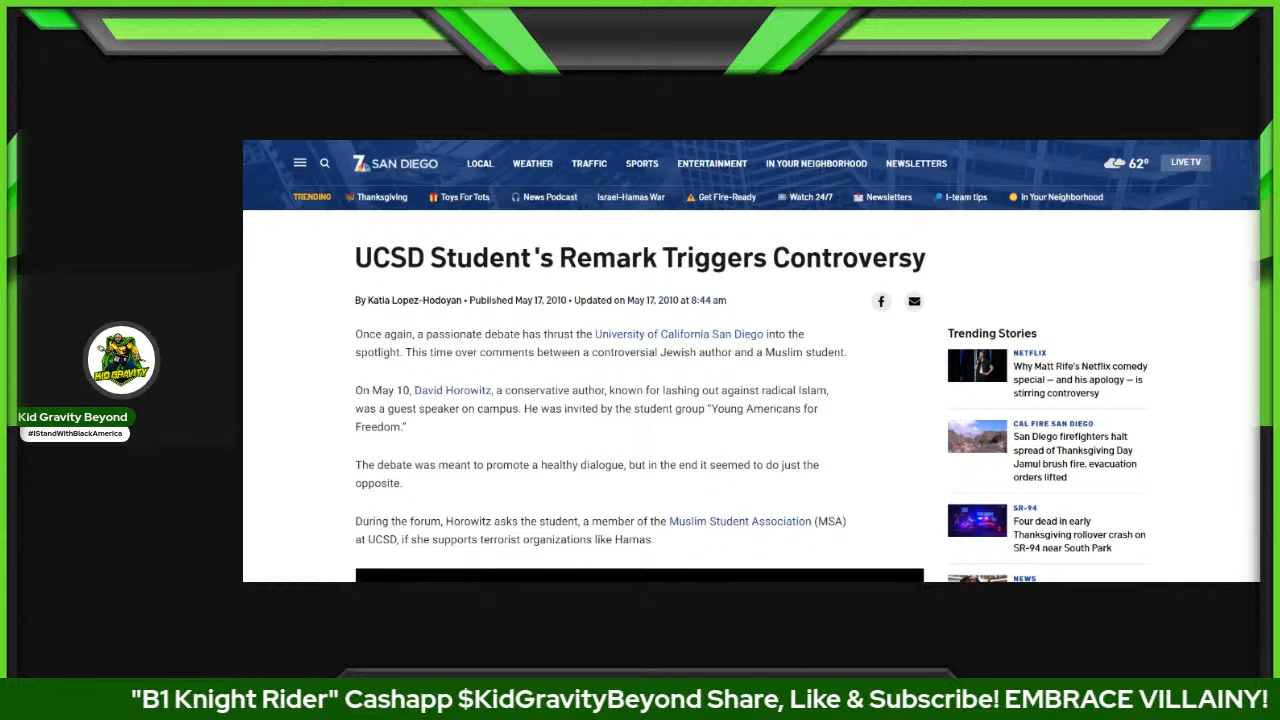 7 SAN DIEGO LOCAL WEATHER TRAFFIC SPORTS ENTERTAINMENT IN YOUR NEIGHBORHOOD NEWSLETTERS 62° LIVE TV
TRENDING Thanksgiving Toys For Tots News Podcast Israel-Hamas War Get Fire-Ready Watch 24/7 Newsletters I-team tips In Your Neighborhood
UCSD Student's Remark Triggers Controversy
By Katia Lopez-Hodoyan • Published May 17, 2010 • Updated on May 17, 2010 at 8:44 am
Once again, a passionate debate has thrust the University of California San Diego into the
spotlight. This time over comments between a controversial Jewish author and a Muslim student.
On May 10, David Horowitz, a conservative author, known for lashing out against radical Islam,
was a guest speaker on campus. He was invited by the student group “Young Americans for
Freedom.”
The debate was meant to promote a healthy dialogue, but in the end it seemed to do just the
opposite.
During the forum, Horowitz asks the student, a member of the Muslim Student Association (MSA)
at UCSD, if she supports terrorist organizations like Hamas.
Trending Stories
NETFLIX
Why Matt Rife's Netflix comedy
special — and his apology — is
stirring controversy
CAL FIRE SAN DIEGO
San Diego firefighters halt
spread of Thanksgiving Day
Jamul brush fire, evacuation
orders lifted
SR-94
Four dead in early
Thanksgiving rollover crash on
SR-94 near South Park
NEWS
KID GRAVITY
Kid Gravity Beyond
#IStandWithBlackAmerica
"B1 Knight Rider" Cashapp $KidGravityBeyond Share, Like & Subscribe! EMBRACE VILLAINY!